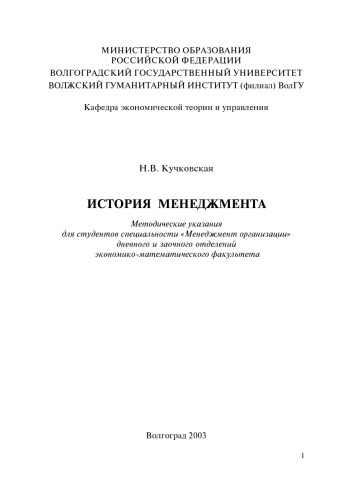 МИНИСТЕРСТВО ОБРАЗОВАНИЯ
РОССИЙСКОЙ ФЕДЕРАЦИИ
ВОЛГОГРАДСКИЙ ГОСУДАРСТВЕННЫЙ УНИВЕРСИТЕТ
ВОЛЖСКИЙ ГУМАНИТАРНЫЙ ИНСТИТУТ (филиал) ВолГУ
Кафедра экономической теории и управления
Н.В. Кучковская
ИСТОРИЯ МЕНЕДЖМЕНТА
Методические указания
для студентов специальности «Менеджмент организации»
дневного и заочного отделений
экономико-математического факультета
Волгоград 2003
1